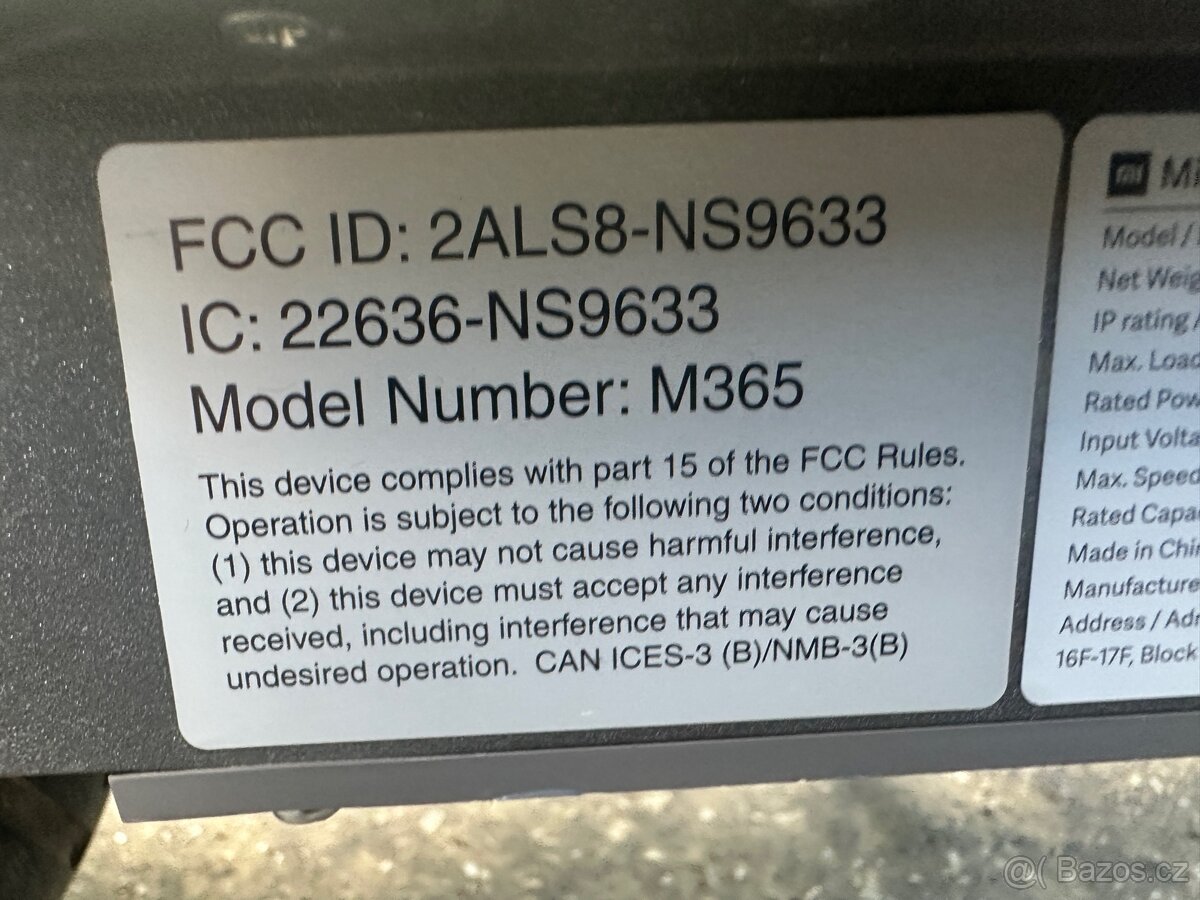 FCC ID: 2ALS8-NS9633
IC: 22636-NS9633
Model Number: M365
This device complies with part 15 of the FCC Rules.
Operation is subject to the following two conditions:
(1) this device may not cause harmful interference,
and (2) this device must accept any interference
received, including interference that may cause
undesired operation. CAN ICES-3 (B)/NMB-3(B)
mi Mi
Model /
Net Weig
IP rating /
Max. Load
Rated Pow
Input Volta
Max. Speed
Rated Capa
Made in Chin
Manufacture
Address / Adr
16F-17F, Block
@( Bazos.cz